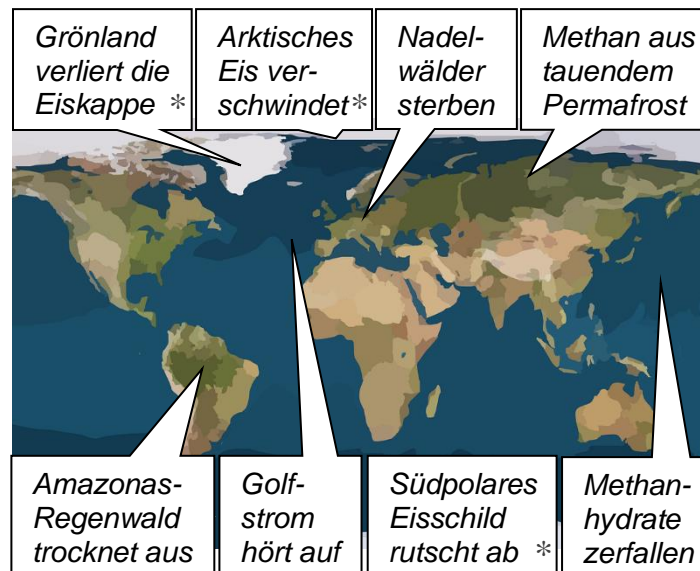 Grönland
verliert die
Eiskappe *
Arktisches
Eis ver-
schwindet*
Nadel-
wälder
sterben
Methan aus
tauendem
Permafrost
Amazonas-
Regenwald
trocknet aus
Golf-
strom
hört auf
Südpolares
Eisschild
rutscht ab *
Methan-
hydrate
zerfallen